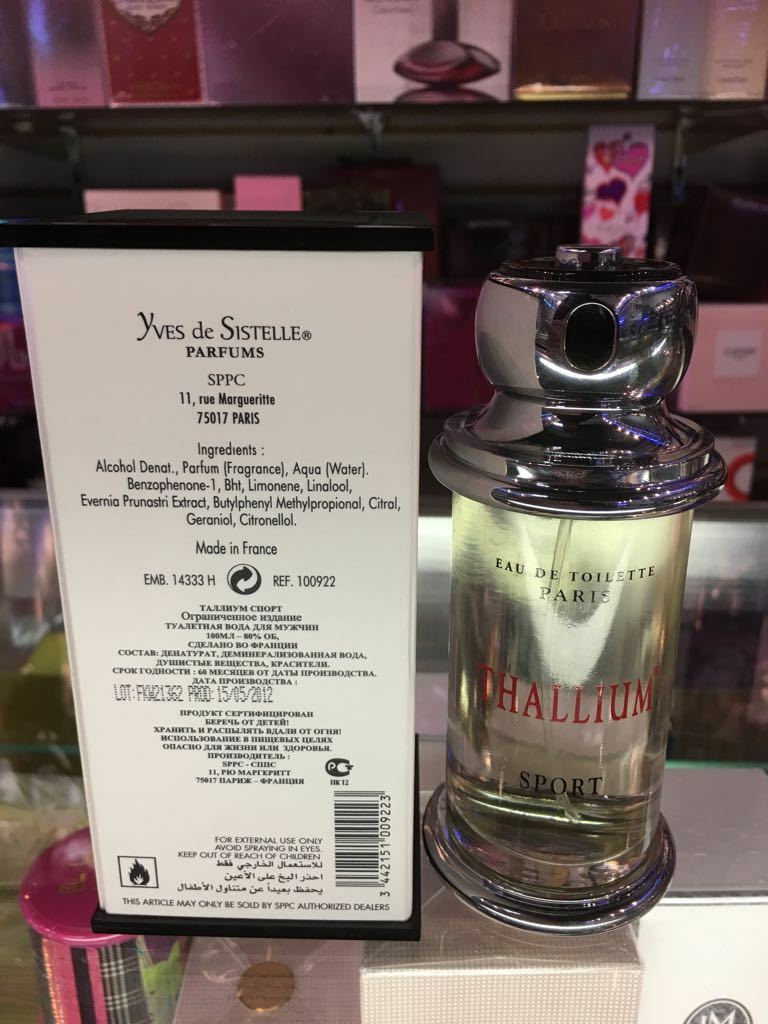 Yves de Sistelle®
PARFUMS
SPPC
11, rue Margueritte
75017 PARIS
Ingredients :
Alcohol Denat., Parfum (Fragrance), Aqua (Water).
Benzophenone-1, Bht, Limonene, Linalool,
Evernia Prunastri Extract, Butylphenyl Methylpropional, Citral,
Geraniol, Citronellol.
Made in France
EMB. 14333 H REF. 100922
ТАЛЛИУМ СПОРТ
Ограниченное издание
ТУАЛЕТНАЯ ВОДА ДЛЯ МУЖЧИН
100МЛ – 80% ОБ,
СДЕЛАНО ВО ФРАНЦИИ
СОСТАВ: ДЕНАТУРАТ, ДЕМИНЕРАЛИЗОВАННАЯ ВОДА,
ДУШИСТЫЕ ВЕЩЕСТВА, КРАСИТЕЛИ.
СРОК ГОДНОСТИ : 60 МЕСЯЦЕВ ОТ ДАТЫ ПРОИЗВОДСТВА.
ДАТА ПРОИЗВОДСТВА :
LOT:FKA21362 PROD:15/05/2012
ПРОДУКТ СЕРТИФИЦИРОВАН
БЕРЕЧЬ ОТ ДЕТЕЙ!
ХРАНИТЬ И РАСПЫЛЯТЬ ВДАЛИ ОТ ОГНЯ!
ИСПОЛЬЗОВАНИЕ В ПИЩЕВЫХ ЦЕЛЯХ
ОПАСНО ДЛЯ ЖИЗНИ ИЛИ ЗДОРОВЬЯ.
ПРОИЗВОДИТЕЛЬ :
SPPC - СППС
11, РЮ МАРГЕРИТТ
75017 ПАРИЖ – ФРАНЦИЯ
ПК12
3 442151 009223
FOR EXTERNAL USE ONLY
AVOID SPRAYING IN EYES.
KEEP OUT OF REACH OF CHILDREN
للاستعمال الخارجي فقط
احذر البخ على الأعين
يحفظ بعيداً عن متناول الأطفال
THIS ARTICLE MAY ONLY BE SOLD BY SPPC AUTHORIZED DEALERS
EAU DE TOILETTE
PARIS
THALLIUM®
SPORT